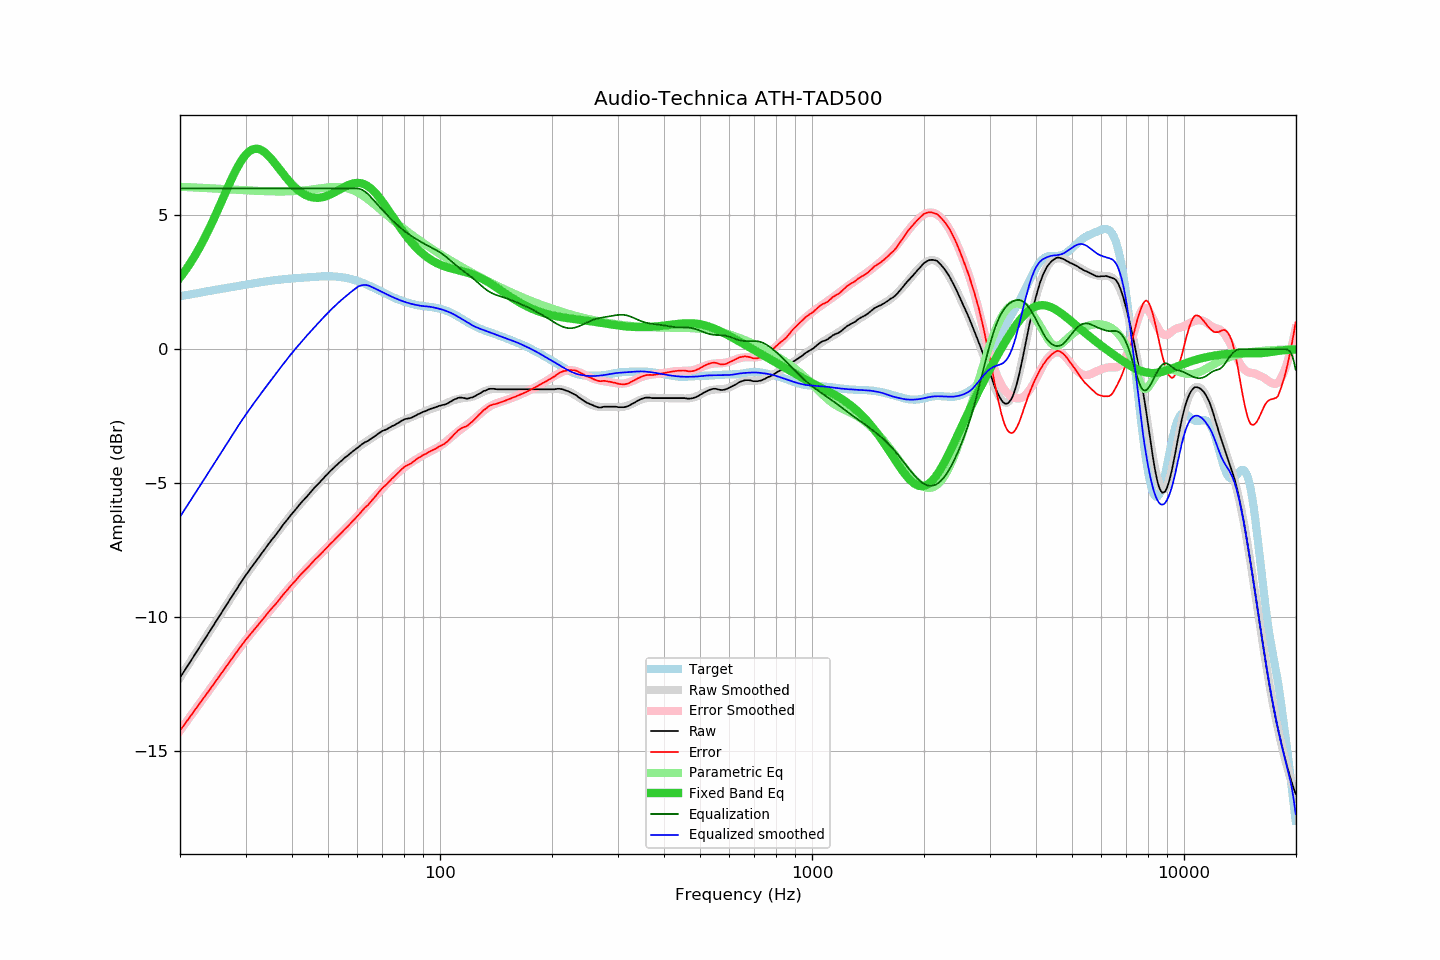 Audio-Technica ATH-TAD500
Amplitude (dBr)
5
0
−5
−10
−15
Target
Raw Smoothed
Error Smoothed
Raw
Error
Parametric Eq
Fixed Band Eq
Equalization
Equalized smoothed
100
1000
10000
Frequency (Hz)